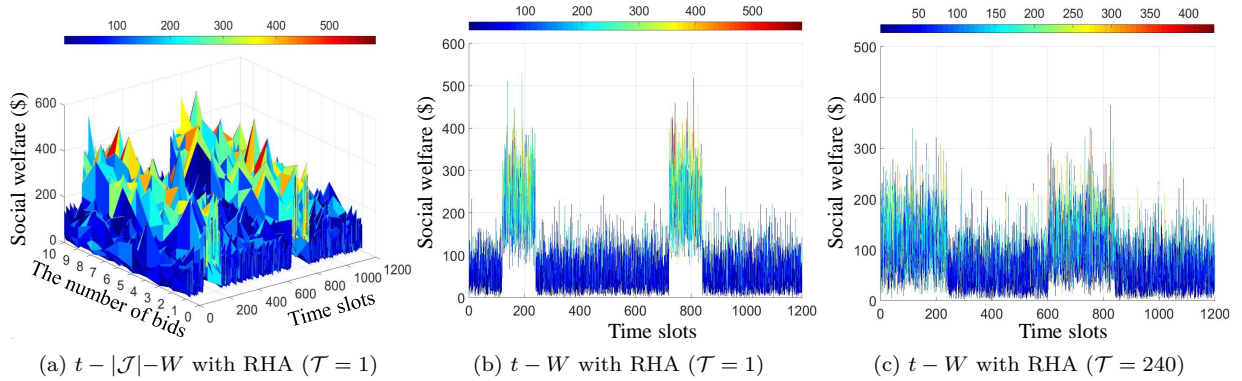 100 200 300 400 500
600
400
200
0
Social welfare ($)
10 9 8 7 6 5 4 3 2 1 0
The number of bids
0 200 400 600 800 1000 1200
Time slots
(a) t − |𝒥|−W with RHA (𝒯 = 1)
100 200 300 400 500
600
500
400
300
200
100
0
Social welfare ($)
0 200 400 600 800 1000 1200
Time slots
(b) t − W with RHA (𝒯 = 1)
50 100 150 200 250 300 350 400
500
400
300
200
100
0
Social welfare ($)
0 200 400 600 800 1000 1200
Time slots
(c) t − W with RHA (𝒯 = 240)